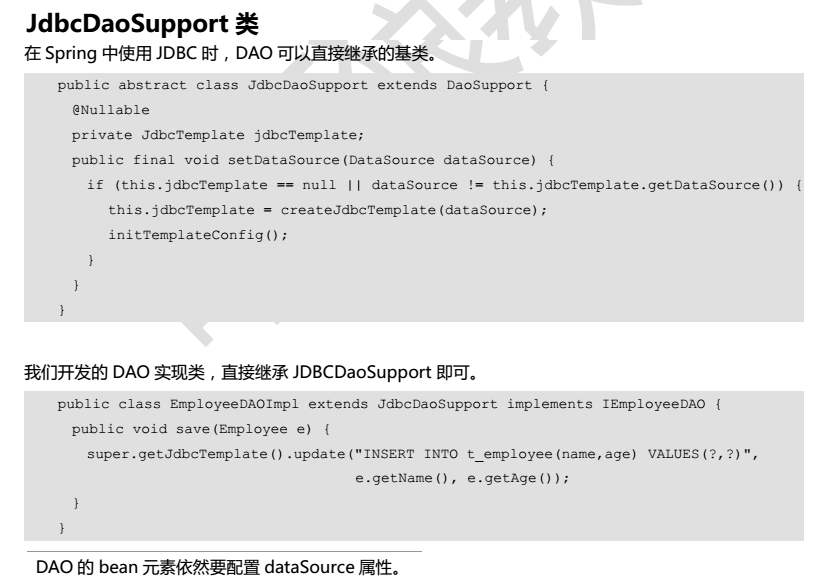 JdbcDaoSupport 类
在 Spring 中使用 JDBC 时，DAO 可以直接继承的基类。
public abstract class JdbcDaoSupport extends DaoSupport {
@Nullable
private JdbcTemplate jdbcTemplate;
public final void setDataSource(DataSource dataSource) {
if (this.jdbcTemplate == null || dataSource != this.jdbcTemplate.getDataSource()) {
this.jdbcTemplate = createJdbcTemplate(dataSource);
initTemplateConfig();
}
}
}
我们开发的 DAO 实现类，直接继承 JDBCDaoSupport 即可。
public class EmployeeDAOImpl extends JdbcDaoSupport implements IEmployeeDAO {
public void save(Employee e) {
super.getJdbcTemplate().update("INSERT INTO t_employee(name,age) VALUES(?,?)",
e.getName(), e.getAge());
}
}
DAO 的 bean 元素依然要配置 dataSource 属性。